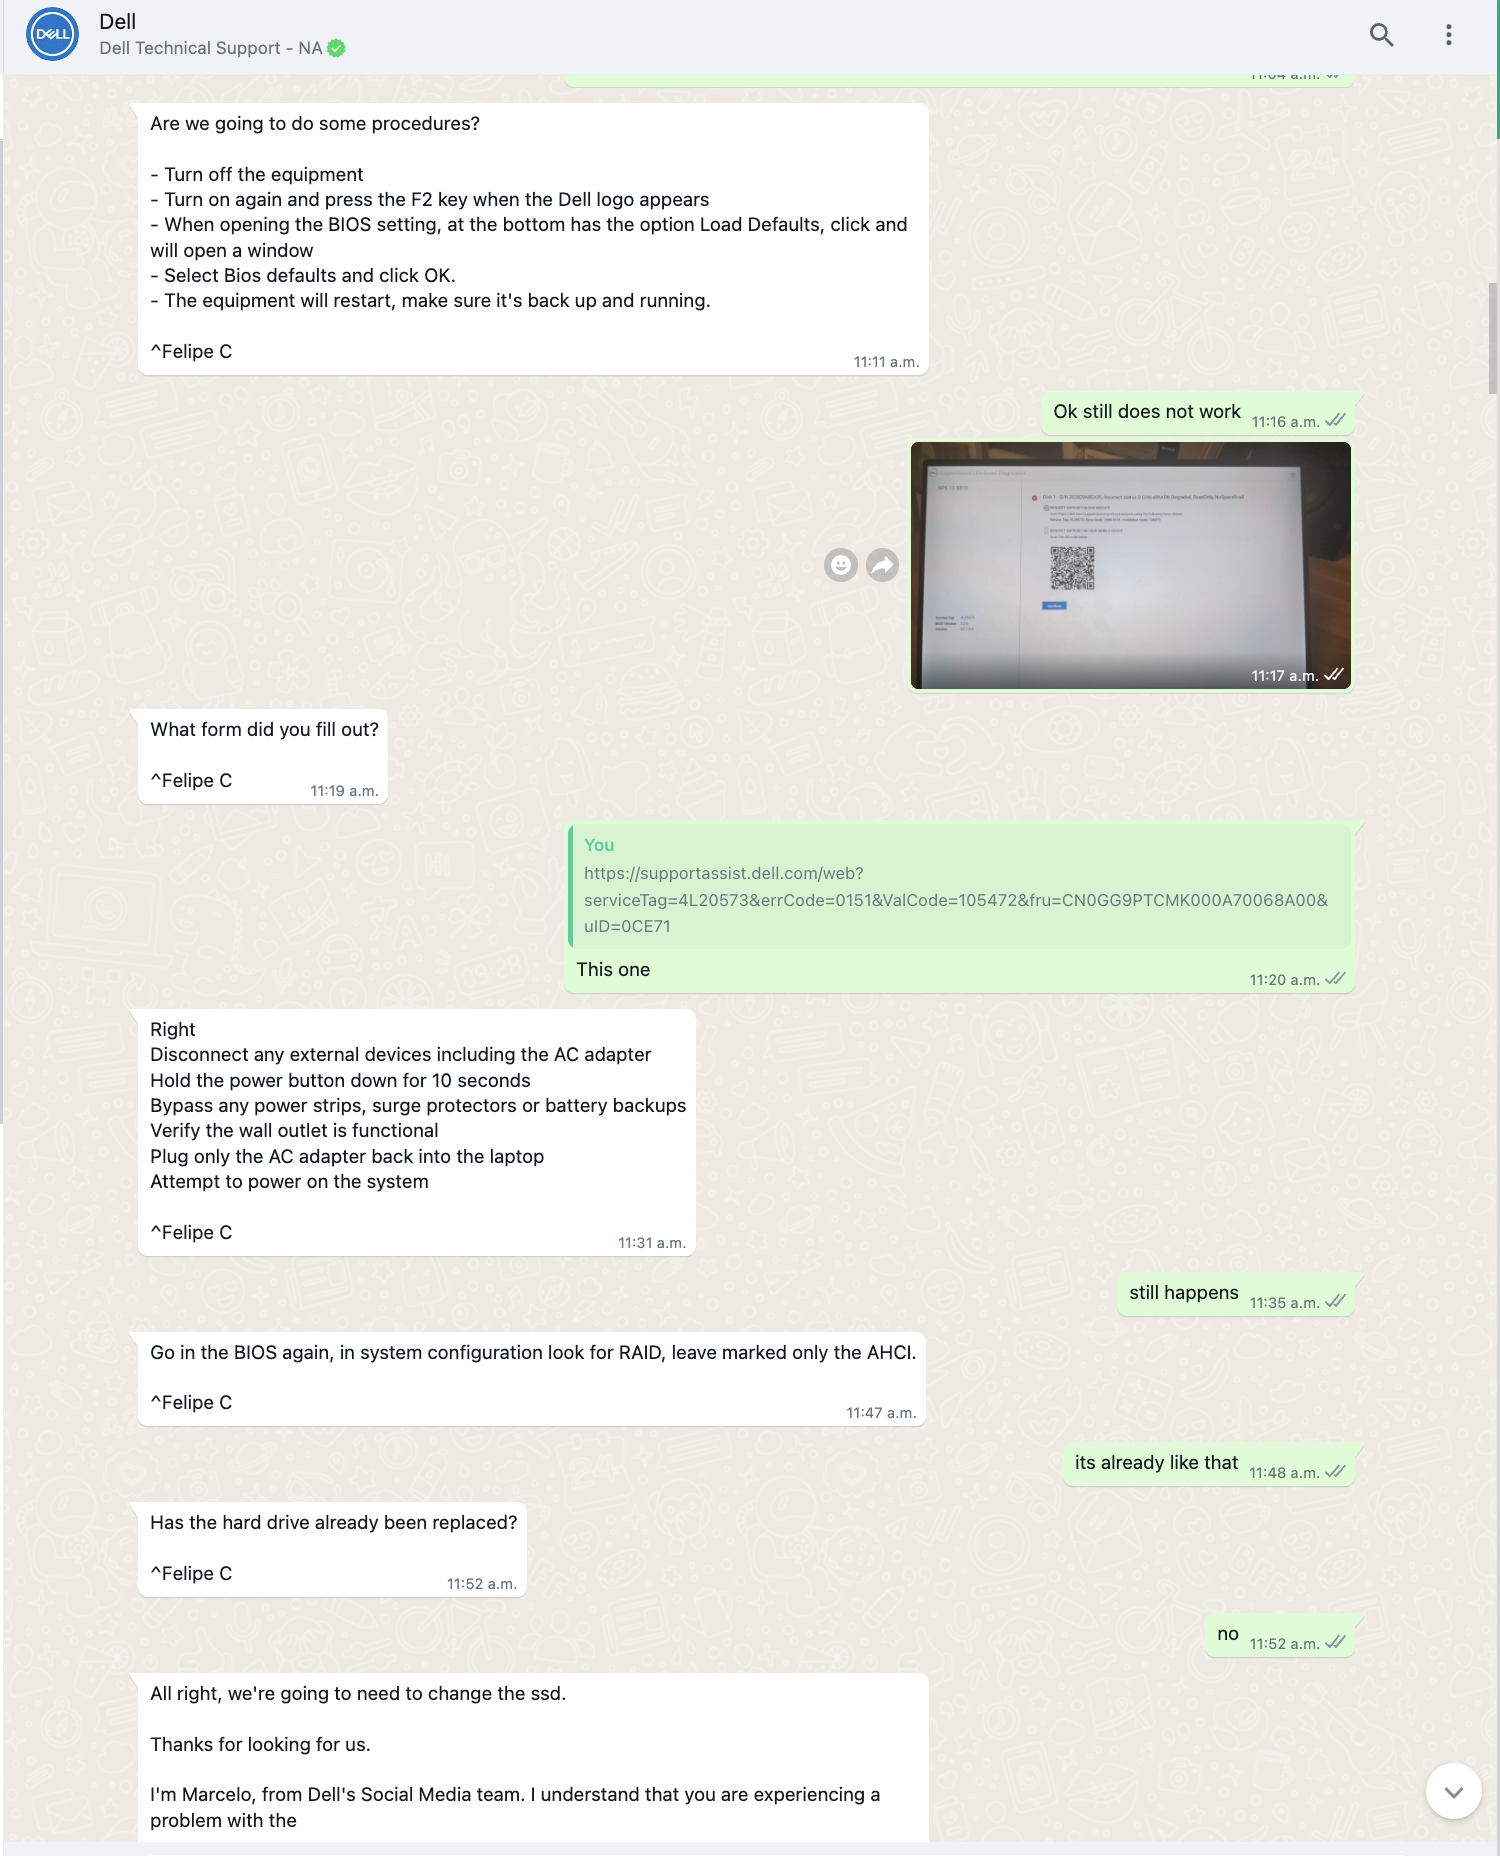 DELL
Dell
Dell Technical Support - NA
11:04 a.m.
Are we going to do some procedures?
- Turn off the equipment
- Turn on again and press the F2 key when the Dell logo appears
- When opening the BIOS setting, at the bottom has the option Load Defaults, click and
will open a window
- Select Bios defaults and click OK.
- The equipment will restart, make sure it's back up and running.
^Felipe C
11:11 a.m.
Ok still does not work
11:16 a.m.
11:17 a.m.
What form did you fill out?
^Felipe C
11:19 a.m.
You
https://supportassist.dell.com/web?
serviceTag=4L20573&errCode=0151&ValCode=105472&fru=CN0GG9PTCMK000A70068A00&
uID=0CE71
This one
11:20 a.m.
Right
Disconnect any external devices including the AC adapter
Hold the power button down for 10 seconds
Bypass any power strips, surge protectors or battery backups
Verify the wall outlet is functional
Plug only the AC adapter back into the laptop
Attempt to power on the system
^Felipe C
11:31 a.m.
still happens
11:35 a.m.
Go in the BIOS again, in system configuration look for RAID, leave marked only the AHCI.
^Felipe C
11:47 a.m.
its already like that
11:48 a.m.
Has the hard drive already been replaced?
^Felipe C
11:52 a.m.
no
11:52 a.m.
All right, we're going to need to change the ssd.
Thanks for looking for us.
I'm Marcelo, from Dell's Social Media team. I understand that you are experiencing a
problem with the